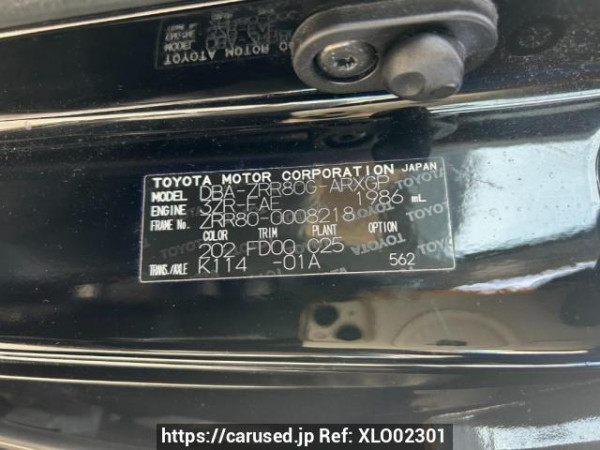 TOYOTA MOTOR CORPORATION JAPAN
MODEL DBA-ZRR80G-ARXGP
ENGINE 3ZR-FAE 1986 mL
FRAME No. ZRR80-0008218
COLOR TRIM PLANT OPTION
202 FD00 C25
TRANS./AXLE K114 -01A 562
https://carused.jp Ref: XLO02301